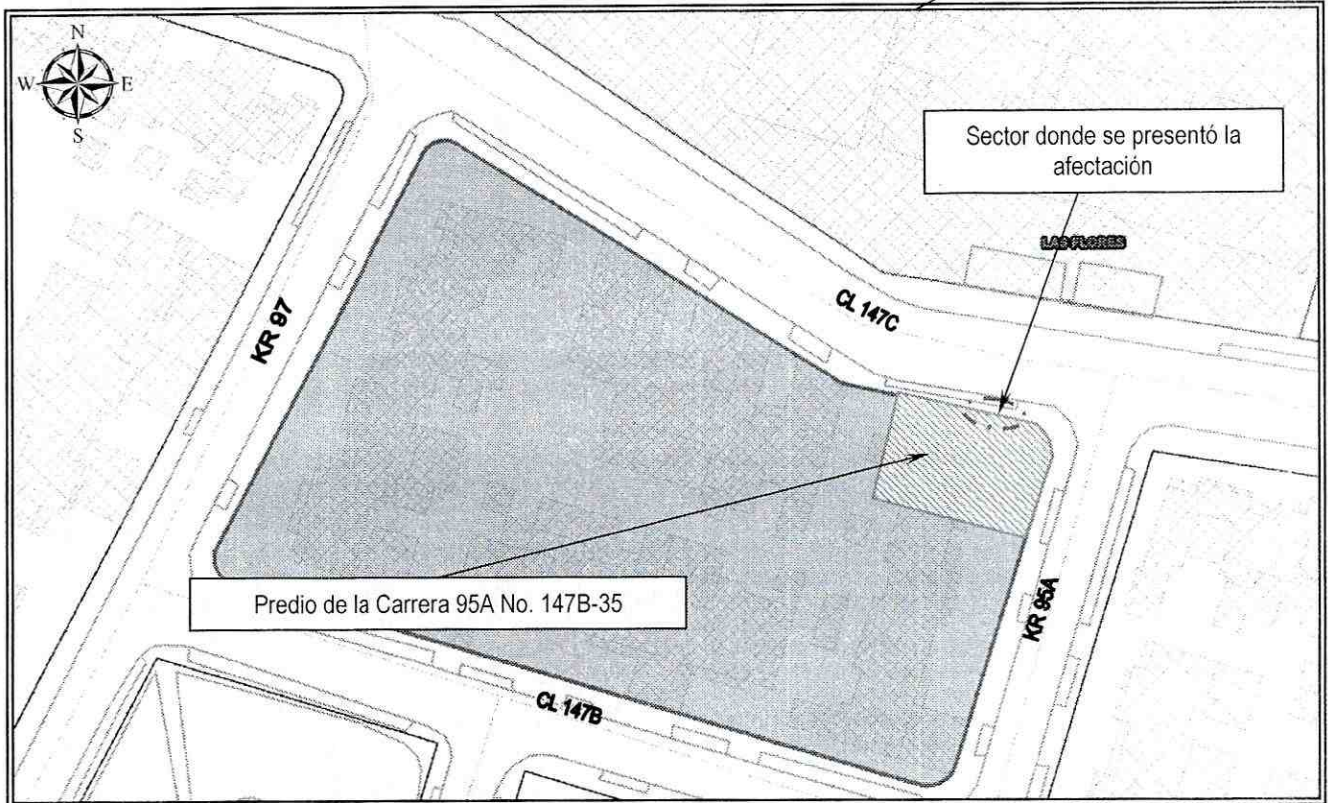 N
W E
S
Sector donde se presentó la
afectación
LAS FLORES
CL 147C
KR 97
Predio de la Carrera 95A No. 147B-35
KR 95A
CL 147B